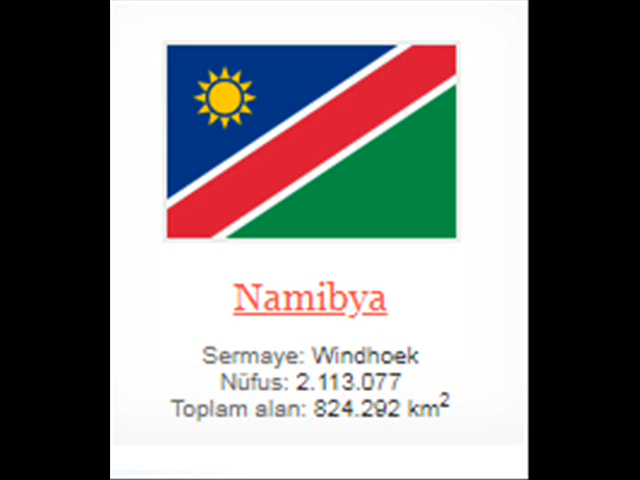 Namibya
Sermaye: Windhoek
Nüfus: 2.113.077
Toplam alan: 824.292 km²